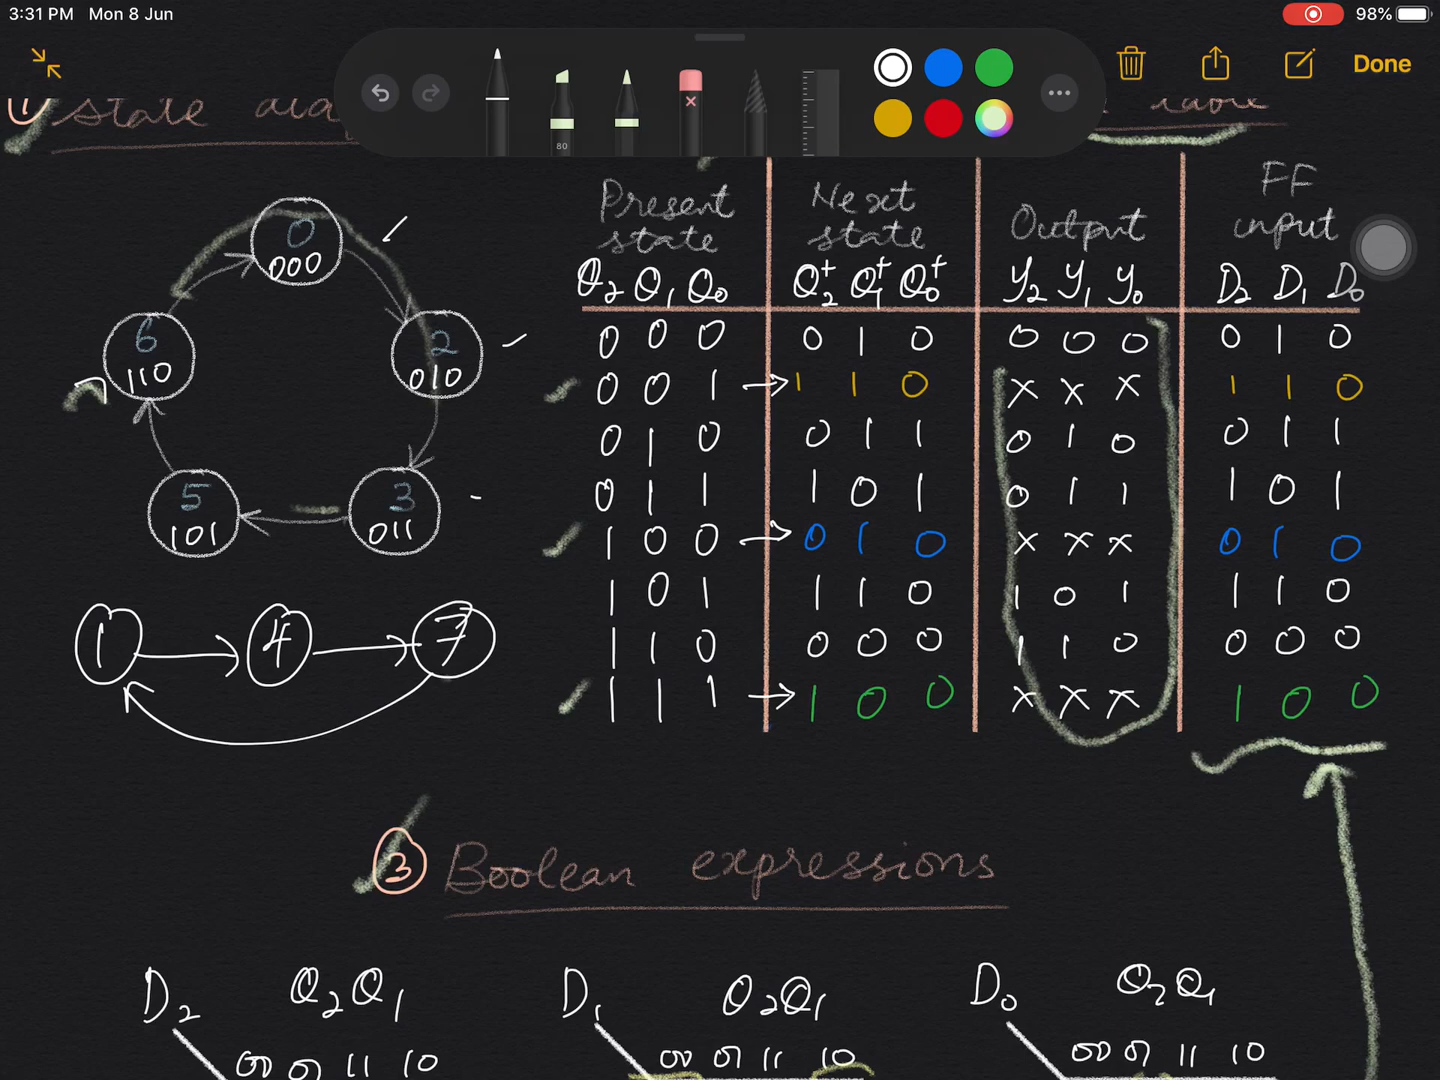 3:31 PM Mon 8 Jun
98%
Done
80
1 state
Present state
Next state
Output
FF input
Q2 Q1 Q0 Q2+ Q1+ Q0+ Y2 Y1 Y0 D2 D1 D0
0 0 0 0 1 0 0 0 0 0 1 0
0 0 1 → 1 1 0 x x x 1 1 0
0 1 0 0 1 1 0 1 0 0 1 1
0 1 1 1 0 1 0 1 1 1 0 1
1 0 0 → 0 1 0 x x x 0 1 0
1 0 1 1 1 0 1 0 1 1 1 0
1 1 0 0 0 0 1 1 0 0 0 0
1 1 1 → 1 0 0 x x x 1 0 0
0
000
6
110
2
010
5
101
3
011
1 4 7
3 Boolean expressions
D2 Q2Q1 D1 Q2Q1 D0 Q2Q1
00 01 11 10 00 01 11 10 00 01 11 10